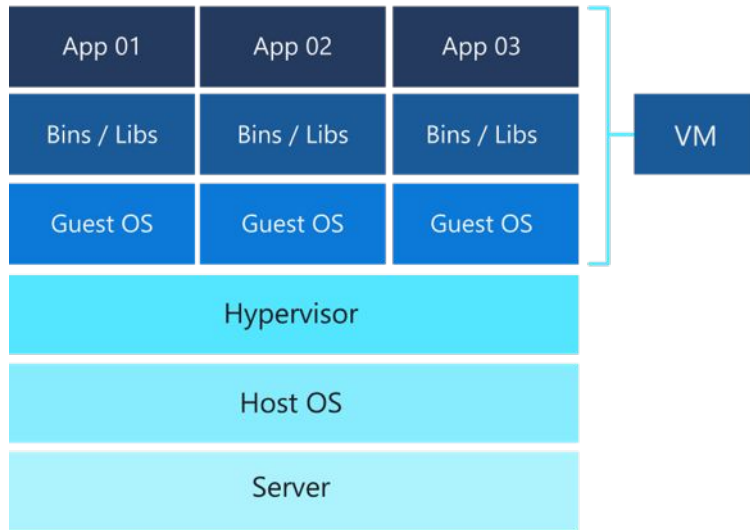 App 01
App 02
App 03
Bins / Libs
Bins / Libs
Bins / Libs
VM
Guest OS
Guest OS
Guest OS
Hypervisor
Host OS
Server